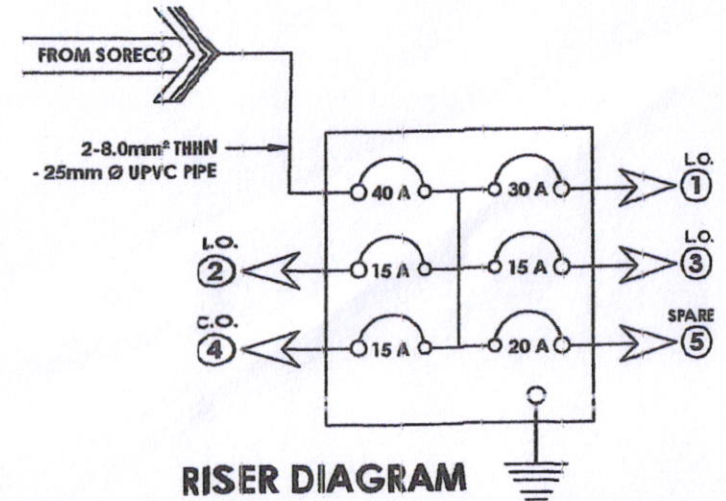 FROM SORECO
2-8.0mm² THHN
- 25mm Ø UPVC PIPE
40 A
30 A
L.O.
1
L.O.
2
15 A
15 A
L.O.
3
C.O.
4
15 A
20 A
SPARE
5
RISER DIAGRAM